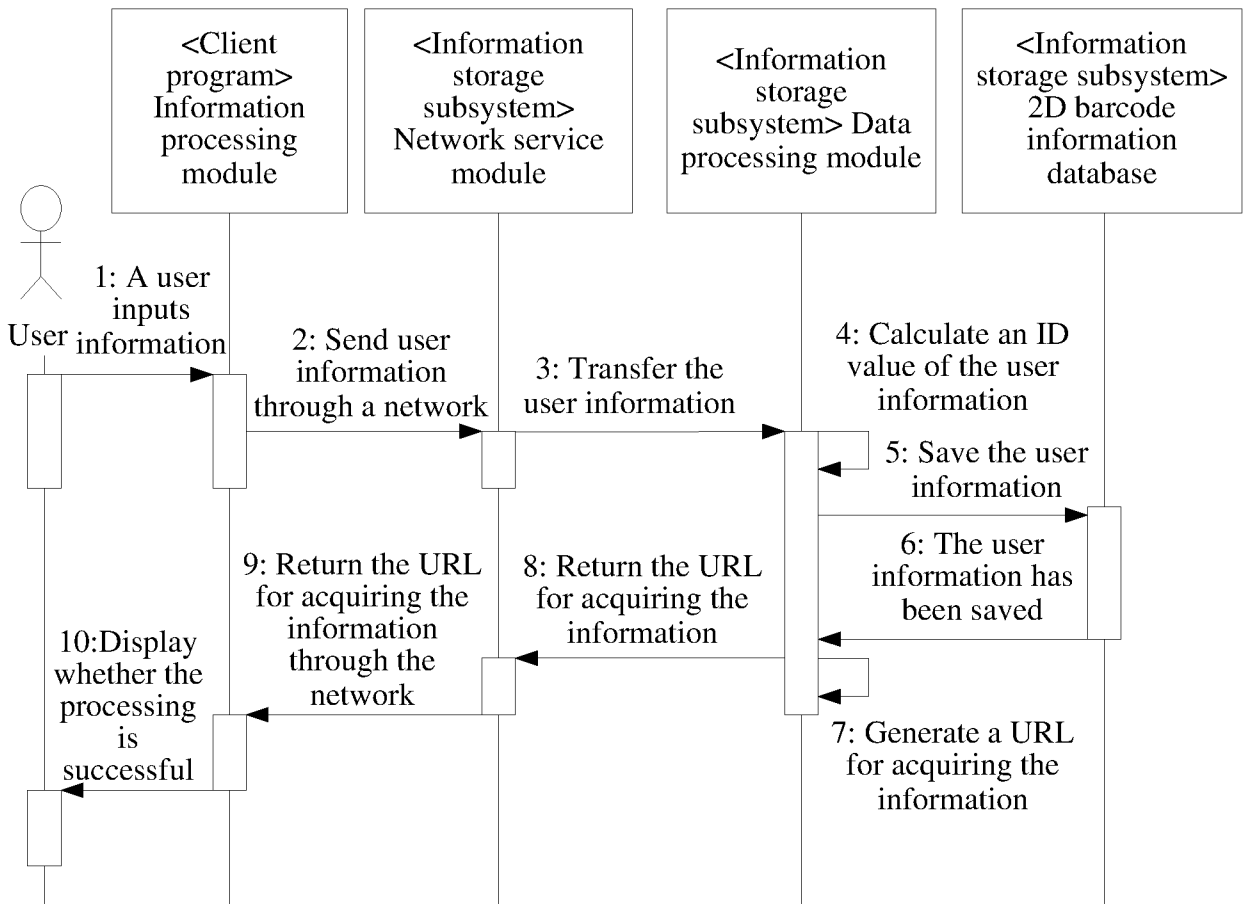 <Client
program>
Information
processing
module
<Information
storage
subsystem>
Network service
module
<Information
storage
subsystem> Data
processing module
<Information
storage subsystem>
2D barcode
information
database
User
1: A user
inputs
information
2: Send user
information
through a network
3: Transfer the
user information
4: Calculate an ID
value of the user
information
5: Save the user
information
6: The user
information has
been saved
7: Generate a URL
for acquiring the
information
8: Return the URL
for acquiring the
information
9: Return the URL
for acquiring the
information
through the
network
10:Display
whether the
processing
is
successful